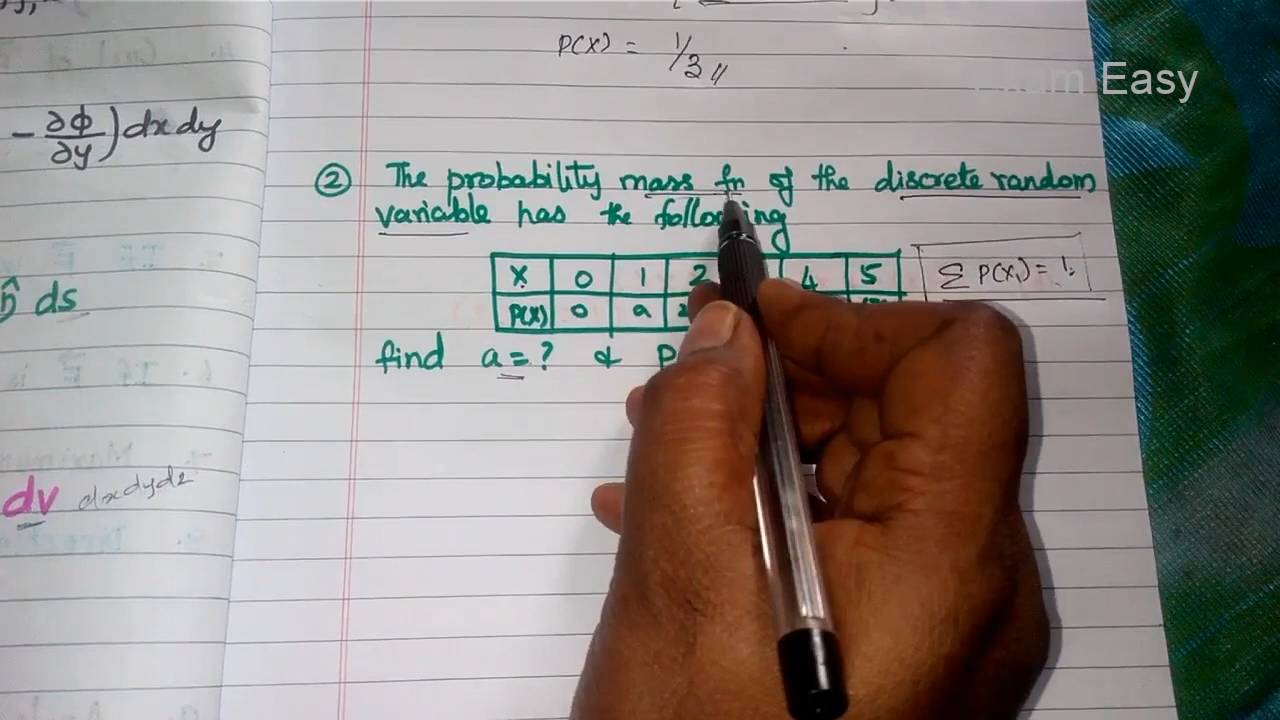 P(X) = 1/3 //
Easy
- ∂Φ/∂y) dx dy
② The probability mass fn of the discrete random
variable has the following
X 0 1 2 4 5
P(X) 0 a
Σ P(Xi) = 1.
find a = ? & P
n̂ ds
dv dxdydz